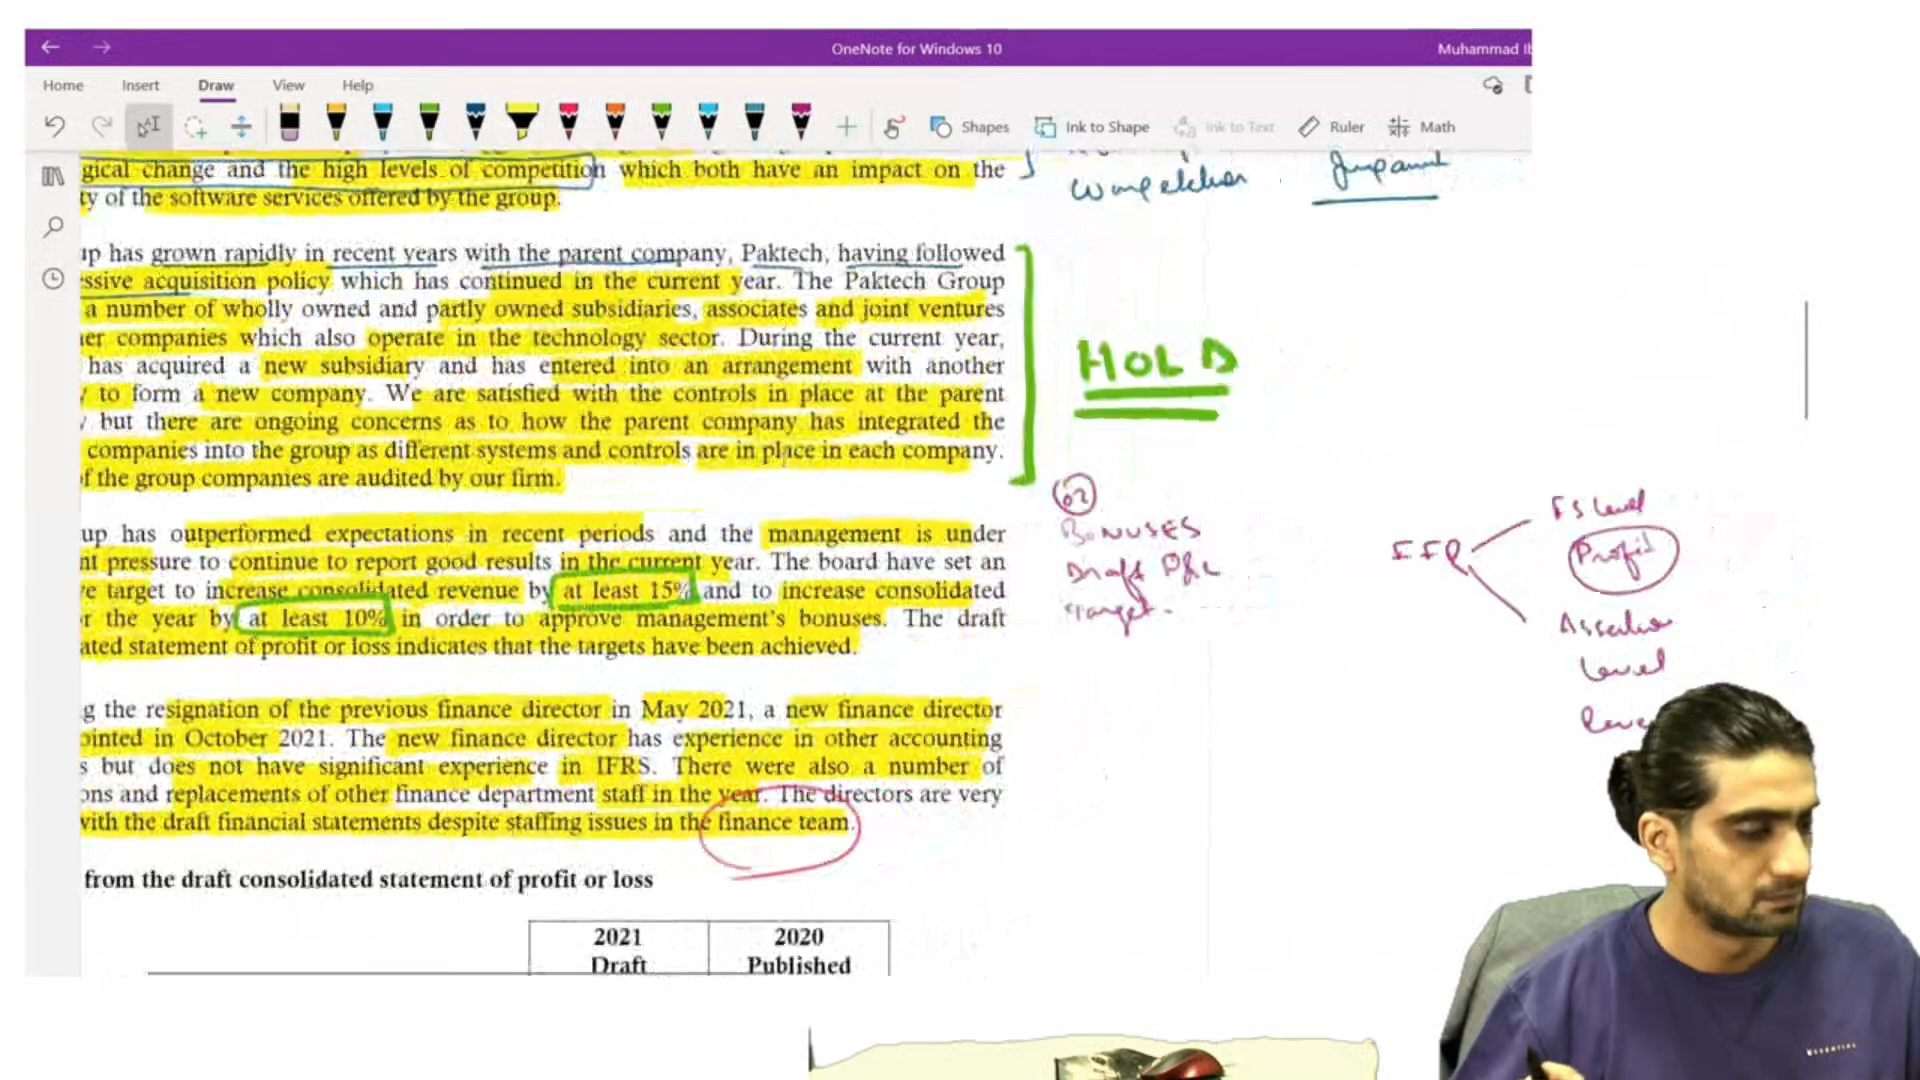 OneNote for Windows 10
Muhammad It
Home Insert Draw View Help
Shapes Ink to Shape Ink to Text Ruler Math
gical change and the high levels of competition which both have an impact on the
ty of the software services offered by the group.
Competition
up has grown rapidly in recent years with the parent company, Paktech, having followed
essive acquisition policy which has continued in the current year. The Paktech Group
a number of wholly owned and partly owned subsidiaries, associates and joint ventures
er companies which also operate in the technology sector. During the current year,
has acquired a new subsidiary and has entered into an arrangement with another
y to form a new company. We are satisfied with the controls in place at the parent
y but there are ongoing concerns as to how the parent company has integrated the
companies into the group as different systems and controls are in place in each company.
f the group companies are audited by our firm.
HOLD
up has outperformed expectations in recent periods and the management is under
nt pressure to continue to report good results in the current year. The board have set an
e target to increase consolidated revenue by at least 15% and to increase consolidated
r the year by at least 10% in order to approve management's bonuses. The draft
ated statement of profit or loss indicates that the targets have been achieved.
02
BONUSES
Draft P&L
Target.
FS Level
Profit
Assertion
Level
g the resignation of the previous finance director in May 2021, a new finance director
ointed in October 2021. The new finance director has experience in other accounting
s but does not have significant experience in IFRS. There were also a number of
ons and replacements of other finance department staff in the year. The directors are very
with the draft financial statements despite staffing issues in the finance team.
from the draft consolidated statement of profit or loss
2021 2020
Draft Published
ESSENTIAL